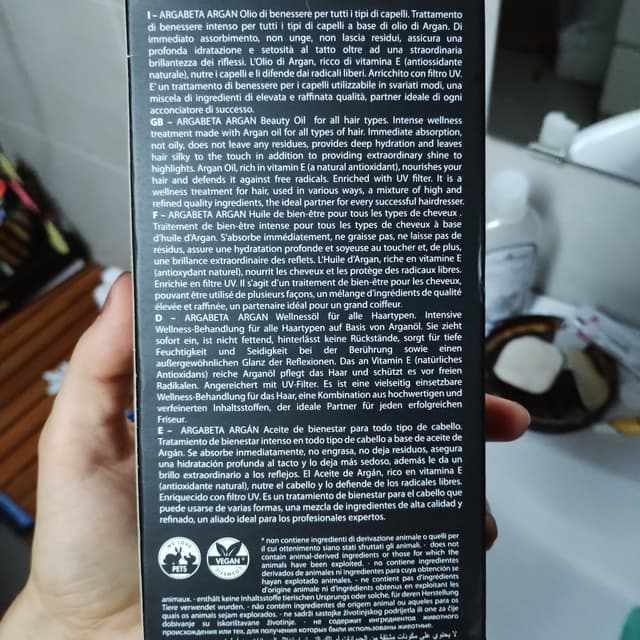 I – ARGABETA ARGAN Olio di benessere per tutti i tipi di capelli. Trattamento
di benessere intenso per tutti i tipi di capelli a base di olio di Argan. Di
immediato assorbimento, non unge, non lascia residui, assicura una
profonda idratazione e setosità al tatto oltre ad una straordinaria
brillantezza dei riflessi. L'Olio di Argan, ricco di vitamina E (antiossidante
naturale), nutre i capelli e li difende dai radicali liberi. Arricchito con filtro UV.
E' un trattamento di benessere per i capelli utilizzabile in svariati modi, una
miscela di ingredienti di elevata e raffinata qualità, partner ideale di ogni
acconciatore di successo.
GB – ARGABETA ARGAN Beauty Oil for all hair types. Intense wellness
treatment made with Argan oil for all types of hair. Immediate absorption,
not oily, does not leave any residues, provides deep hydration and leaves
hair silky to the touch in addition to providing extraordinary shine to
highlights. Argan Oil, rich in vitamin E (a natural antioxidant), nourishes your
hair and defends it against free radicals. Enriched with UV filter. It is a
wellness treatment for hair, used in various ways, a mixture of high and
refined quality ingredients, the ideal partner for every successful hairdresser.
F – ARGABETA ARGAN Huile de bien-être pour tous les types de cheveux .
Traitement de bien-être intense pour tous les types de cheveux à base
d'huile d'Argan. S'absorbe immédiatement, ne graisse pas, ne laisse pas de
résidus, assure une hydratation profonde et soyeuse au toucher et, de plus,
une brillance extraordinaire des reflets. L'Huile d'Argan, riche en vitamine E
(antioxydant naturel), nourrit les cheveux et les protège des radicaux libres.
Enrichie en filtre UV. Il s'agit d'un traitement de bien-être pour les cheveux,
pouvant être utilisé de plusieurs façons, un mélange d'ingrédients de qualité
élevée et raffinée, un partenaire idéal pour un grand coiffeur.
D – ARGABETA ARGAN Wellnessöl für alle Haartypen. Intensive
Wellness-Behandlung für alle Haartypen auf Basis von Arganöl. Sie zieht
sofort ein, ist nicht fettend, hinterlässt keine Rückstände, sorgt für tiefe
Feuchtigkeit und Seidigkeit bei der Berührung sowie einen
außergewöhnlichen Glanz der Reflexionen. Das an Vitamin E (natürliches
Antioxidans) reiche Arganöl pflegt das Haar und schützt es vor freien
Radikalen. Angereichert mit UV-Filter. Es ist eine vielseitig einsetzbare
Wellness-Behandlung für das Haar, eine Kombination aus hochwertigen und
verfeinerten Inhaltsstoffen, der ideale Partner für jeden erfolgreichen
Friseur.
E – ARGABETA ARGÁN Aceite de bienestar para todo tipo de cabello.
Tratamiento de bienestar intenso en todo tipo de cabello a base de aceite de
Argán. Se absorbe inmediatamente, no engrasa, no deja residuos, asegura
una hidratación profunda al tacto y lo deja más sedoso, además le da un
brillo extraordinario a los reflejos. El Aceite de Argán, rico en vitamina E
(antioxidante natural), nutre el cabello y lo defiende de los radicales libres.
Enriquecido con filtro UV. Es un tratamiento de bienestar para el cabello que
puede usarse de varias formas, una mezcla de ingredientes de alta calidad y
refinado, un aliado ideal para los profesionales expertos.
WE LOVE
PETS
VEGAN *
* non contiene ingredienti di derivazione animale o quelli per
il cui ottenimento siano stati sfruttati gli animali. - does not
contain animal-derived ingredients or those for which the
animals have been exploited. - no contiene ingredientes
derivados de animales ni ingredientes para cuya obtención se
hayan explotado animales. - ne contient pas d'ingrédients
d'origine animale ni d'ingrédients obtenus en exploitant les
animaux. - enthält keine Inhaltsstoffe tierischen Ursprungs oder solche, für deren Herstellung
Tiere verwendet wurden. - não contém ingredientes de origem animal ou aqueles para os
quais os animais sejam explorados. - ne sadrži sastojke životinjskog podrijetla ili one za čije
dobivanje su iskorištavane životinje. - не содержит ингредиентов животного
происхождения или тех, для получения которых были использованы животные.